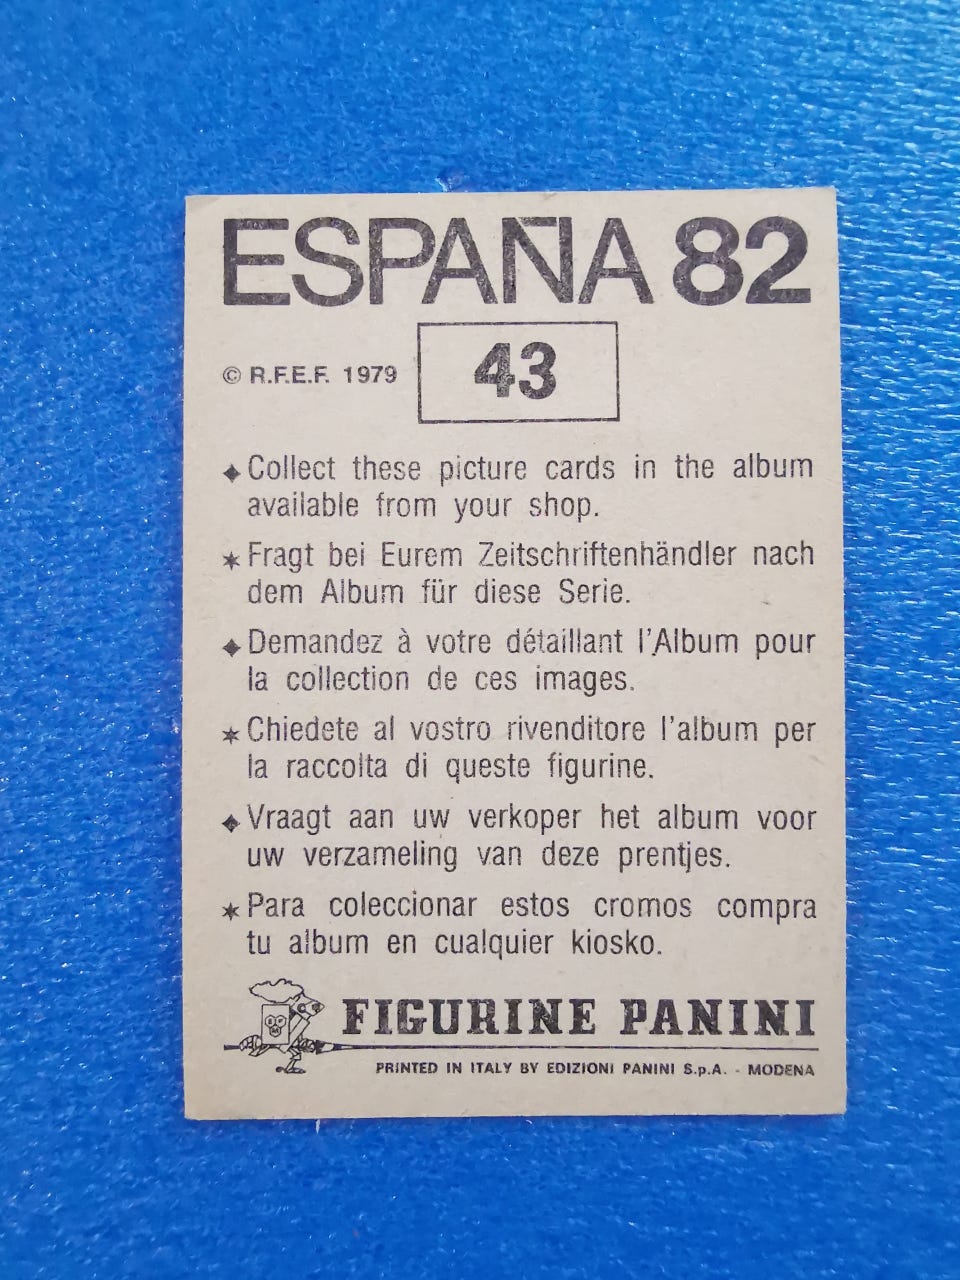 ESPAÑA 82
© R.F.E.F. 1979
43
Collect these picture cards in the album
available from your shop.
Fragt bei Eurem Zeitschriftenhändler nach
dem Album für diese Serie.
Demandez à votre détaillant l'Album pour
la collection de ces images.
Chiedete al vostro rivenditore l'album per
la raccolta di queste figurine.
Vraagt aan uw verkoper het album voor
uw verzameling van deze prentjes.
Para coleccionar estos cromos compra
tu album en cualquier kiosko.
FIGURINE PANINI
PRINTED IN ITALY BY EDIZIONI PANINI S.p.A. - MODENA